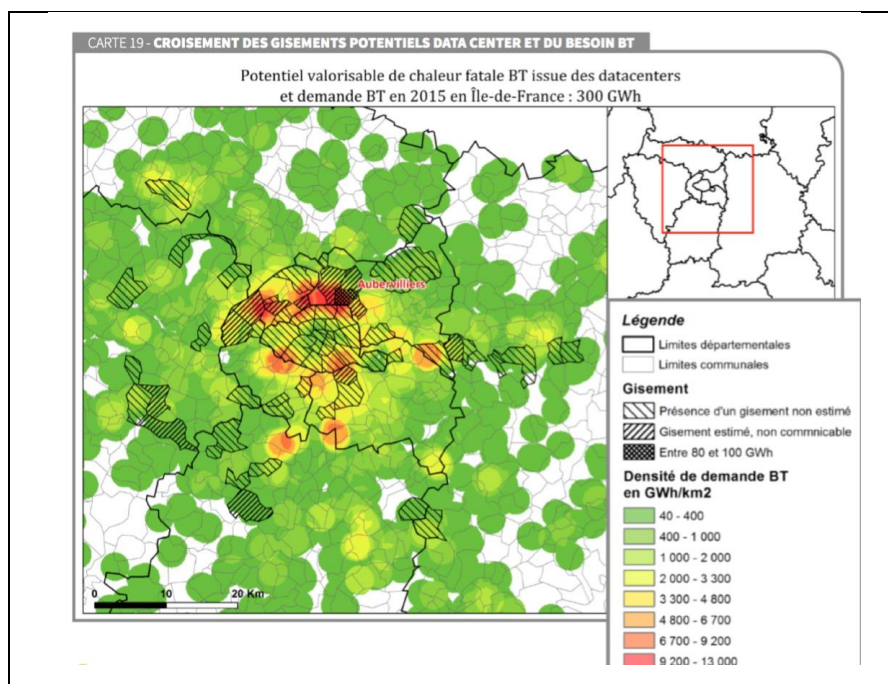 CARTE 19 - CROISEMENT DES GISEMENTS POTENTIELS DATA CENTER ET DU BESOIN BT
Potentiel valorisable de chaleur fatale BT issue des datacenters
et demande BT en 2015 en Île-de-France : 300 GWh
Aubervilliers
0 10 20 Km
Légende
Limites départementales
Limites communales
Gisement
Présence d'un gisement non estimé
Gisement estimé, non commnicable
Entre 80 et 100 GWh
Densité de demande BT
en GWh/km2
40 - 400
400 - 1 000
1 000 - 2 000
2 000 - 3 300
3 300 - 4 800
4 800 - 6 700
6 700 - 9 200
9 200 - 13 000